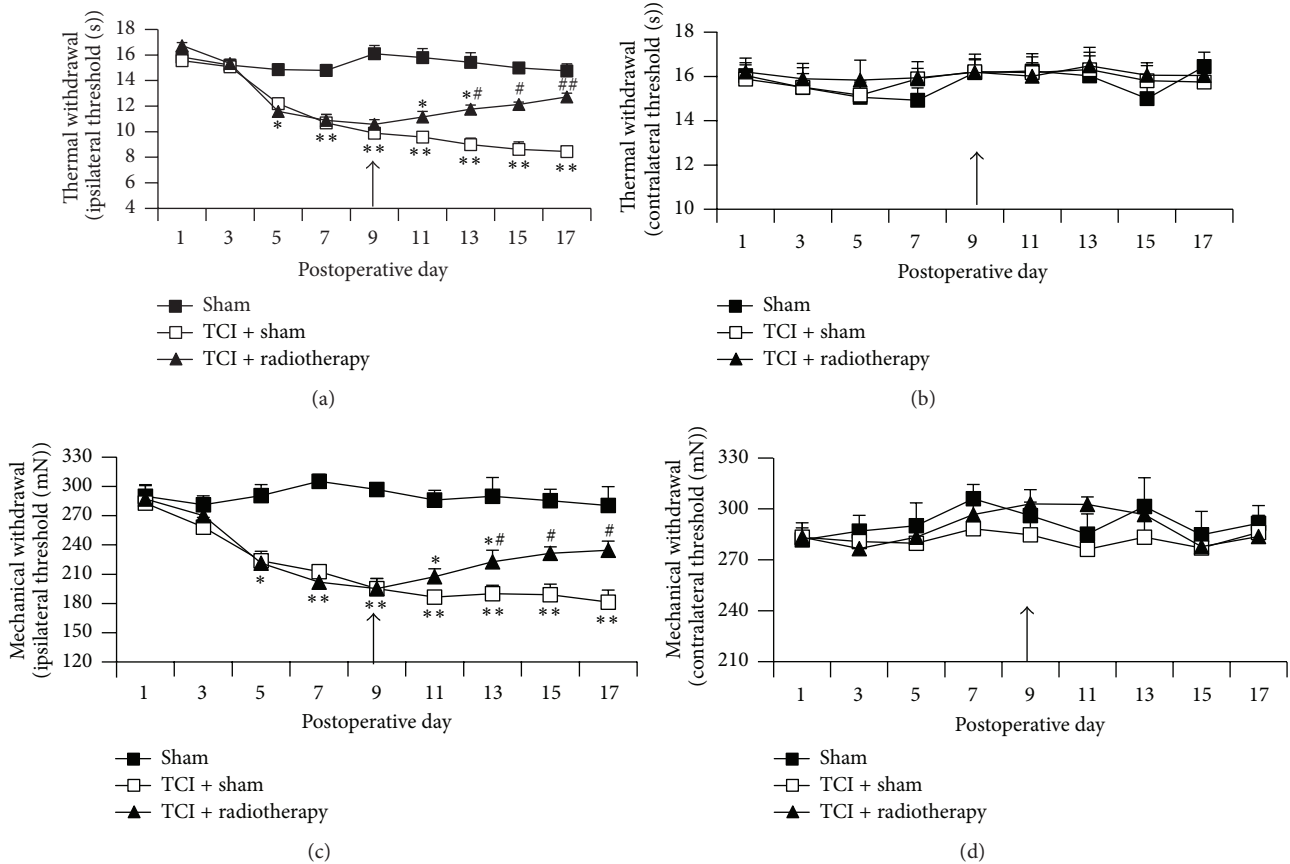 Thermal withdrawal
(ipsilateral threshold (s))
18
16
14
12
10
8
6
4
* ** ** ** ** ** **
* *# # ##
1 3 5 7 9 11 13 15 17
Postoperative day
Sham
TCI + sham
TCI + radiotherapy
(a)
Thermal withdrawal
(contralateral threshold (s))
18
16
14
12
10
1 3 5 7 9 11 13 15 17
Postoperative day
Sham
TCI + sham
TCI + radiotherapy
(b)
Mechanical withdrawal
(ipsilateral threshold (mN))
330
300
270
240
210
180
150
120
* *# # #
* ** ** ** ** ** **
1 3 5 7 9 11 13 15 17
Postoperative day
Sham
TCI + sham
TCI + radiotherapy
(c)
Mechanical withdrawal
(contralateral threshold (mN))
330
300
270
240
210
1 3 5 7 9 11 13 15 17
Postoperative day
Sham
TCI + sham
TCI + radiotherapy
(d)